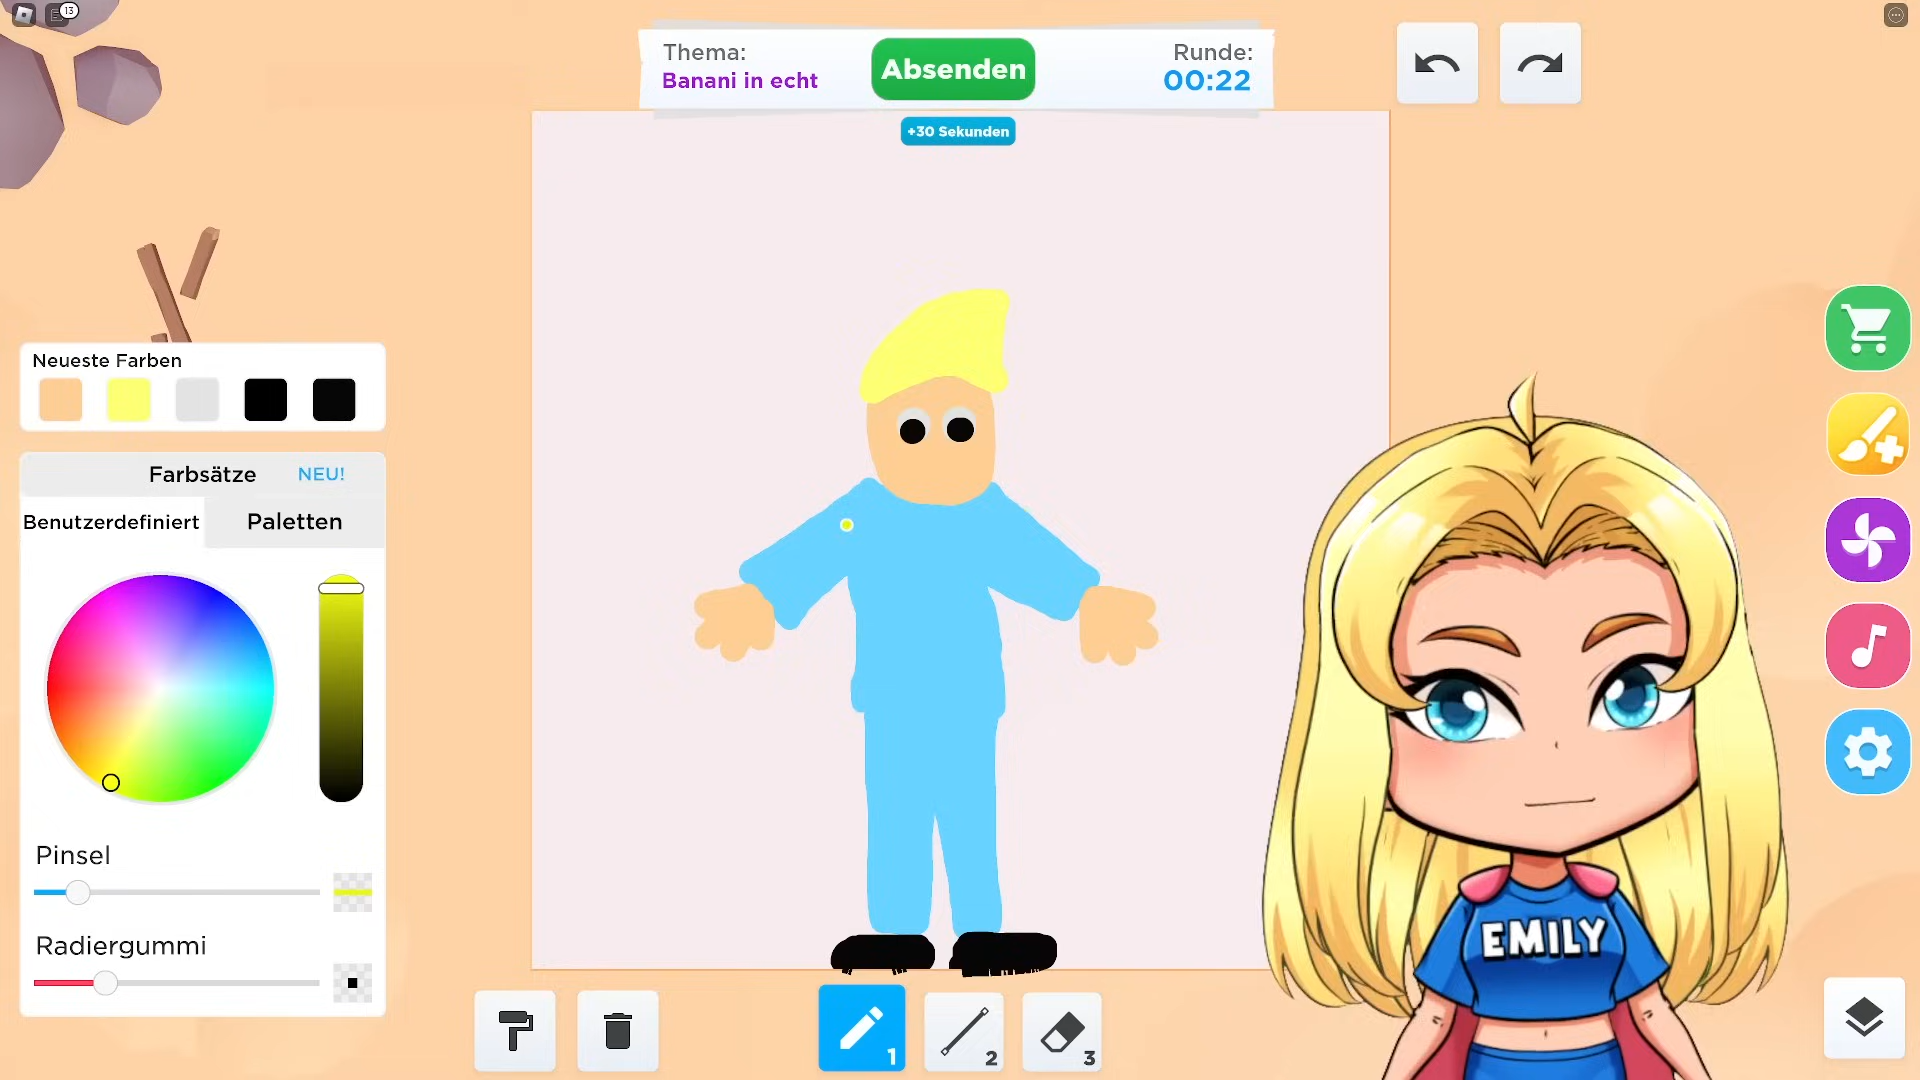 13
Thema:
Banani in echt
Absenden
Runde:
00:22
+30 Sekunden
Neueste Farben
Farbsätze NEU!
Benutzerdefiniert Paletten
Pinsel
Radiergummi
1
2
3
EMILY